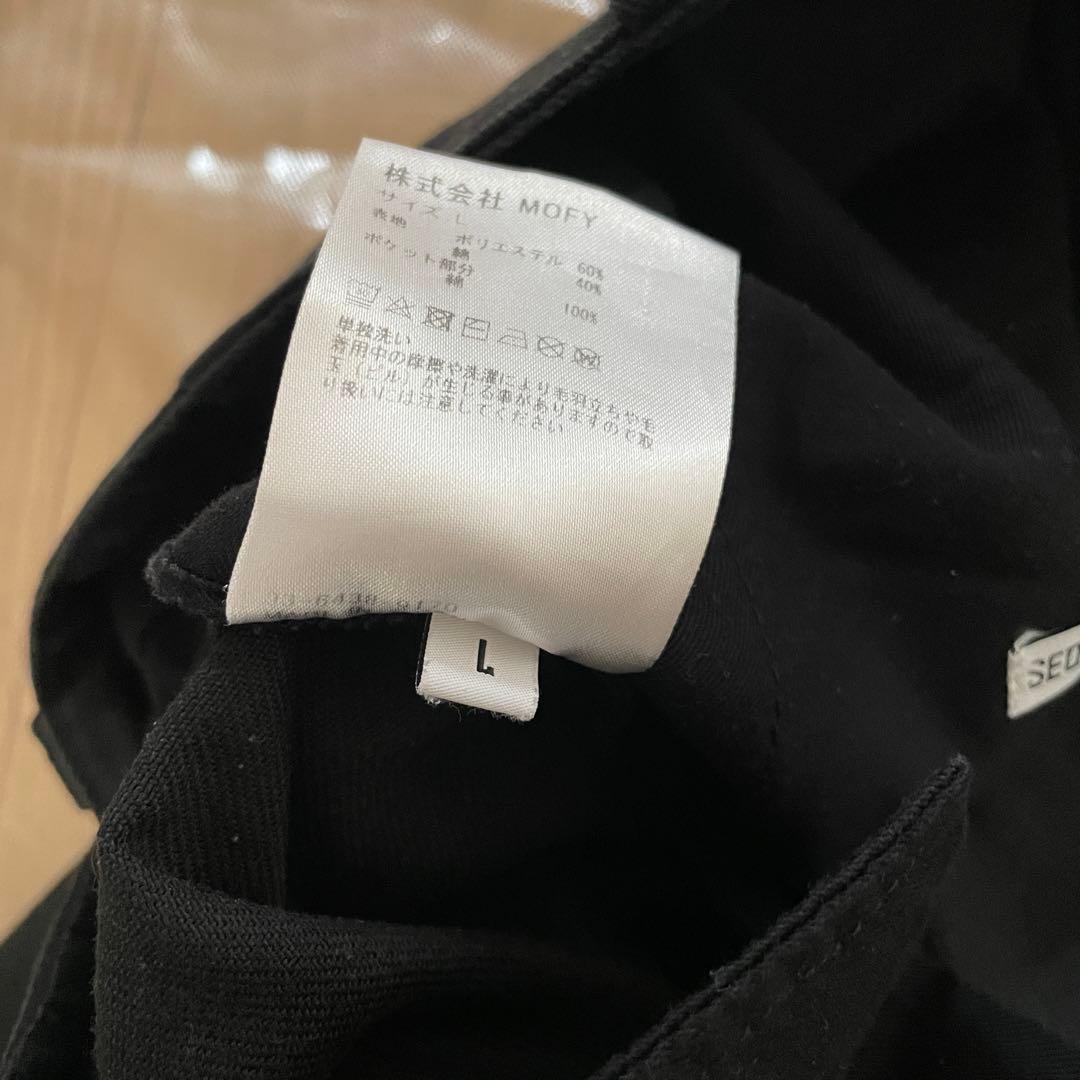 株式会社 MOFY
サイズ L
表地 ポリエステル 60%
綿 40%
ポケット部分
綿 100%
単独洗い
着用中の摩擦や洗濯により毛羽立ちや毛
玉(ピル)が生じる事がありますので取
り扱いには注意してください
L
SEO